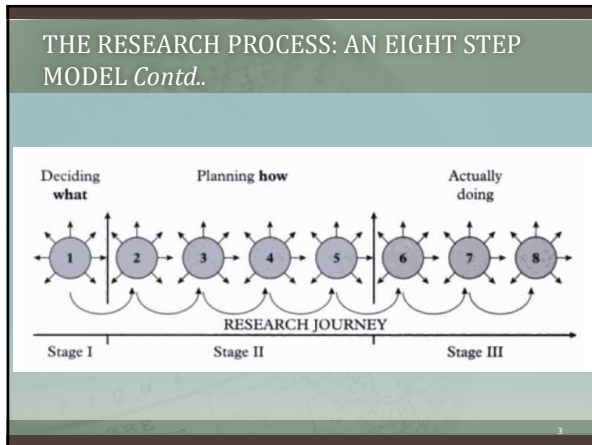 THE RESEARCH PROCESS: AN EIGHT STEP
MODEL Contd..
Deciding what
Planning how
Actually doing
1 2 3 4 5 6 7 8
RESEARCH JOURNEY
Stage I Stage II Stage III
3